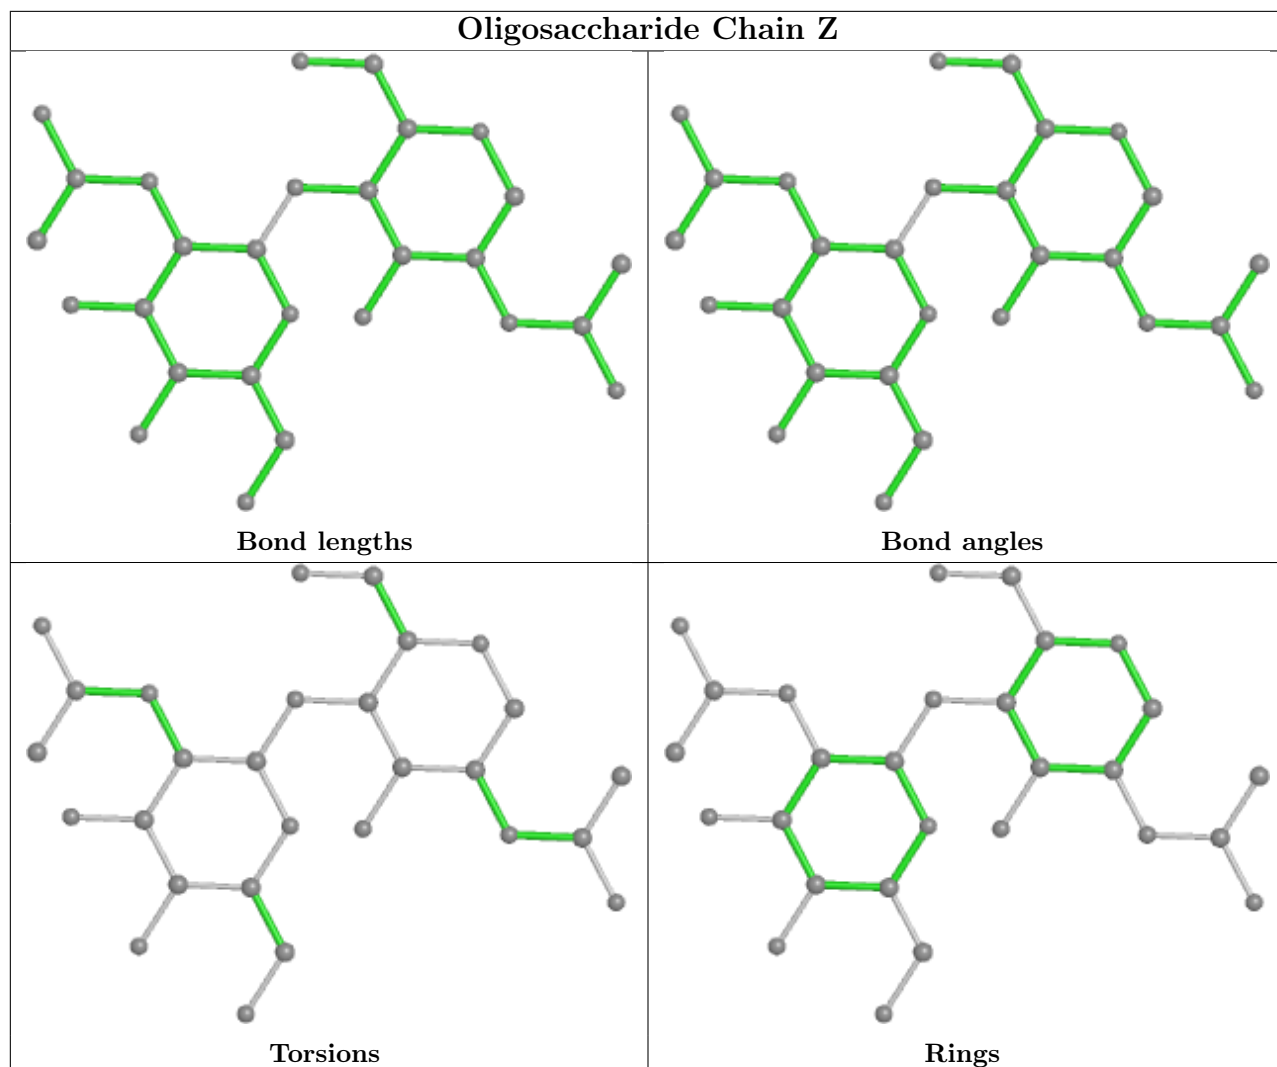 Oligosaccharide Chain Z
Bond lengths
Bond angles
Torsions
Rings